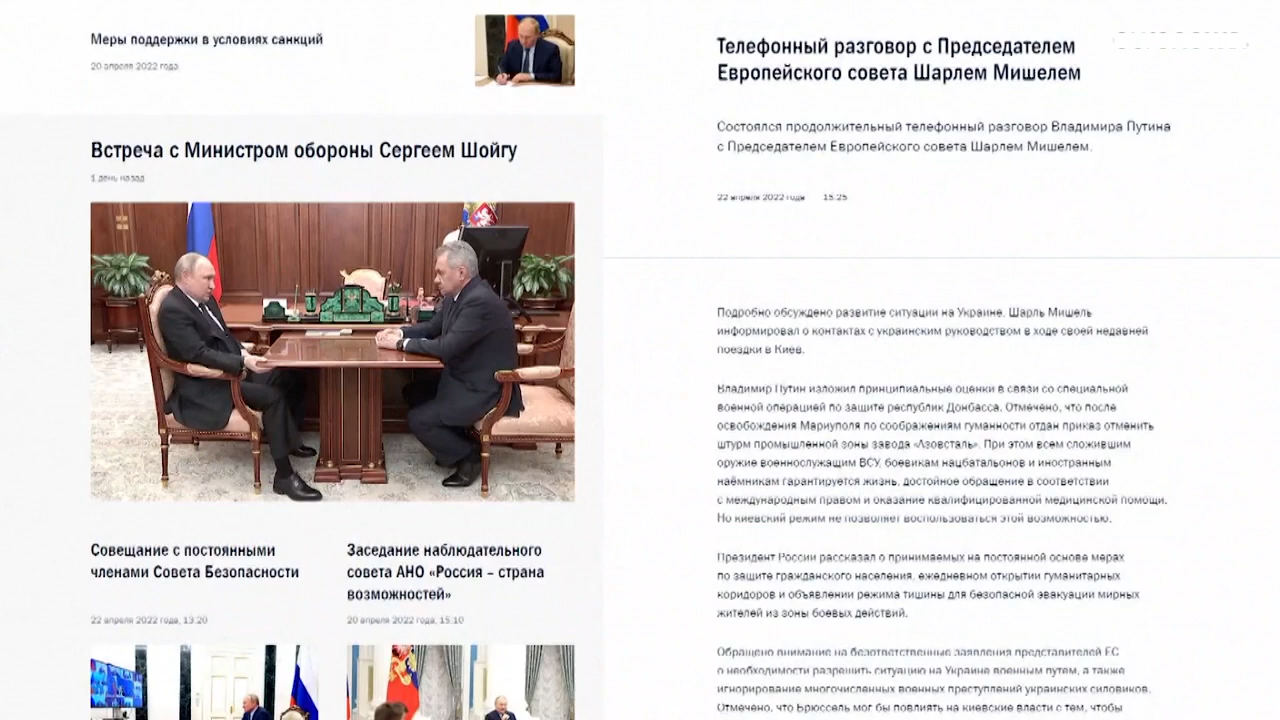 Меры поддержки в условиях санкций
20 апреля 2022 года
Встреча с Министром обороны Сергеем Шойгу
1 день назад
Совещание с постоянными
членами Совета Безопасности
22 апреля 2022 года, 13:20
Заседание наблюдательного
совета АНО «Россия – страна
возможностей»
20 апреля 2022 года, 15:10
Телефонный разговор с Председателем
Европейского совета Шарлем Мишелем
Состоялся продолжительный телефонный разговор Владимира Путина
с Председателем Европейского совета Шарлем Мишелем.
22 апреля 2022 года 15:25
Подробно обсуждено развитие ситуации на Украине. Шарль Мишель
информировал о контактах с украинским руководством в ходе своей недавней
поездки в Киев.
Владимир Путин изложил принципиальные оценки в связи со специальной
военной операцией по защите республик Донбасса. Отмечено, что после
освобождения Мариуполя по соображениям гуманности отдан приказ отменить
штурм промышленной зоны завода «Азовсталь». При этом всем сложившим
оружие военнослужащим ВСУ, боевикам нацбатальонов и иностранным
наёмникам гарантируется жизнь, достойное обращение в соответствии
с международным правом и оказание квалифицированной медицинской помощи.
Но киевский режим не позволяет воспользоваться этой возможностью.
Президент России рассказал о принимаемых на постоянной основе мерах
по защите гражданского населения, ежедневном открытии гуманитарных
коридоров и объявлении режима тишины для безопасной эвакуации мирных
жителей из зоны боевых действий.
Обращено внимание на безответственные заявления представителей ЕС
о необходимости разрешить ситуацию на Украине военным путём, а также
игнорирование многочисленных военных преступлений украинских силовиков.
Отмечено, что Брюссель мог бы повлиять на киевские власти с тем, чтобы